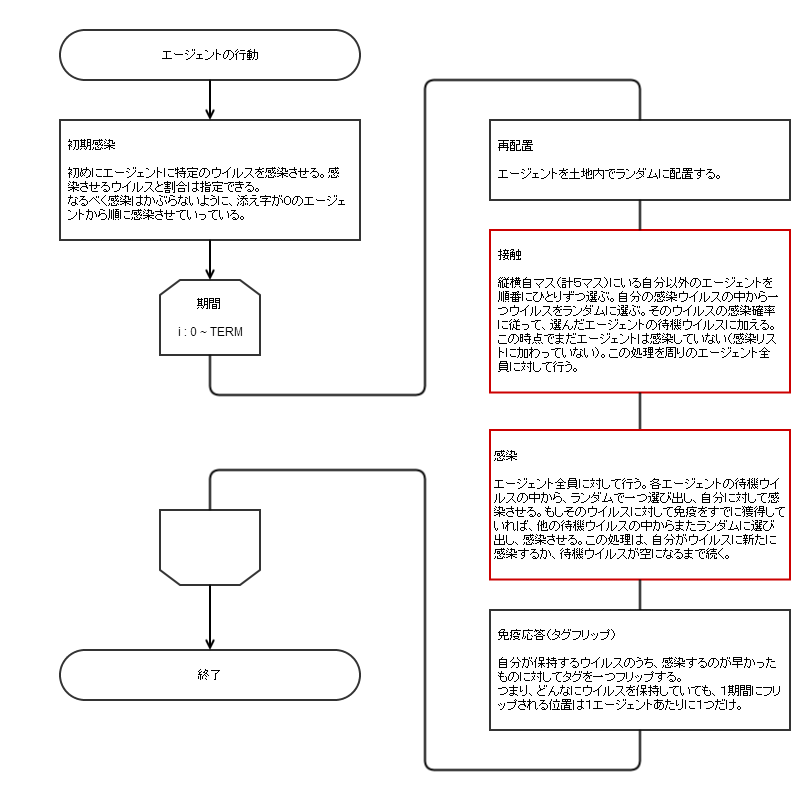 エージェントの行動
初期感染
初めにエージェントに特定のウイルスを感染させる。感
染させるウイルスと割合は指定できる。
なるべく感染はかぶらないように、添え字が0のエージェ
ントから順に感染させていっている。
期間
i : 0 ~ TERM
再配置
エージェントを土地内でランダムに配置する。
接触
縦横自マス（計5マス）にいる自分以外のエージェントを
順番にひとりずつ選ぶ。自分の感染ウイルスの中から一
つウイルスをランダムに選ぶ。そのウイルスの感染確率
に従って、選んだエージェントの待機ウイルスに加える。
この時点でまだエージェントは感染していない（感染リス
トに加わっていない）。この処理を周りのエージェント全
員に対して行う。
感染
エージェント全員に対して行う。各エージェントの待機ウイ
ルスの中から、ランダムで一つ選び出し、自分に対して感
染させる。もしそのウイルスに対して免疫をすでに獲得して
いれば、他の待機ウイルスの中からまたランダムに選び
出し、感染させる。この処理は、自分がウイルスに新たに
感染するか、待機ウイルスが空になるまで続く。
免疫応答（タグフリップ）
自分が保持するウイルスのうち、感染するのが早かった
ものに対してタグを一つフリップする。
つまり、どんなにウイルスを保持していても、1期間にフリ
ップされる位置は1エージェントあたりに1つだけ。
終了